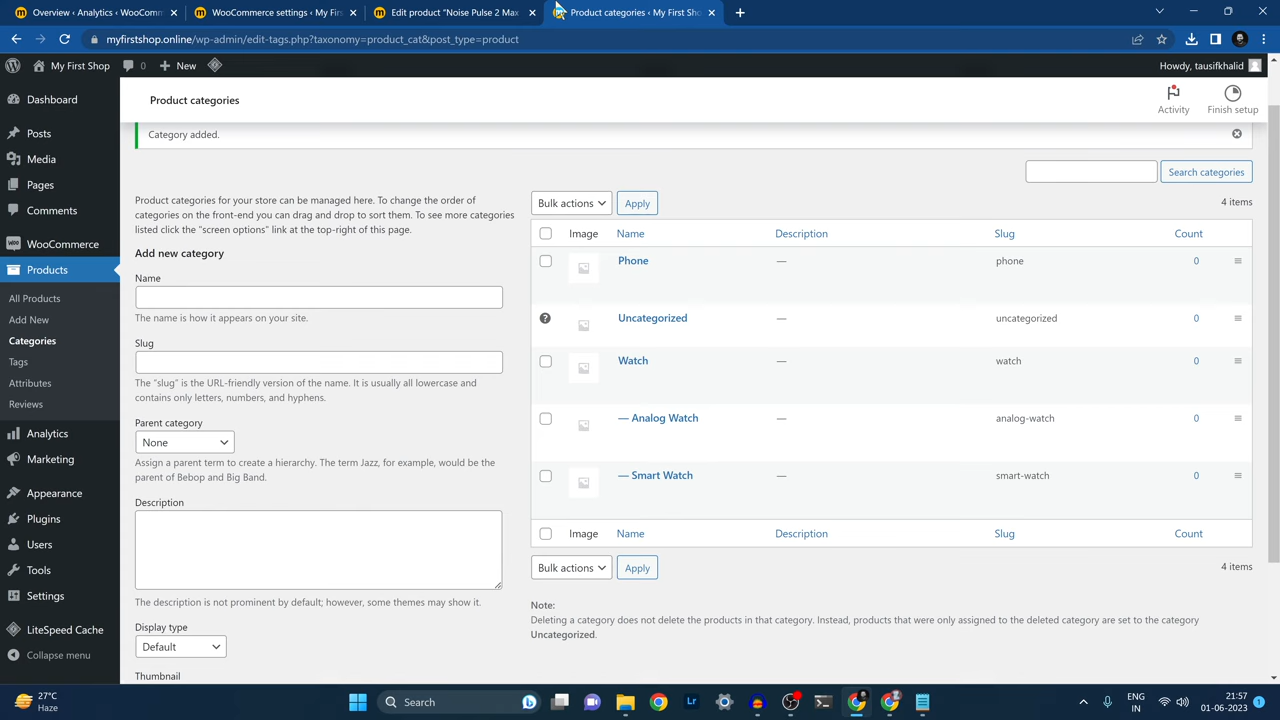 Overview ‹ Analytics ‹ WooComm
WooCommerce settings ‹ My Firs
Edit product "Noise Pulse 2 Max
Product categories ‹ My First Sho
myfirstshop.online/wp-admin/edit-tags.php?taxonomy=product_cat&post_type=product
My First Shop
0
New
Howdy, tausifkhalid
Dashboard
Posts
Media
Pages
Comments
WooCommerce
Products
All Products
Add New
Categories
Tags
Attributes
Reviews
Analytics
Marketing
Appearance
Plugins
Users
Tools
Settings
LiteSpeed Cache
Collapse menu
Product categories
Activity
Finish setup
Category added.
Search categories
Product categories for your store can be managed here. To change the order of
categories on the front-end you can drag and drop to sort them. To see more categories
listed click the "screen options" link at the top-right of this page.
Add new category
Name
The name is how it appears on your site.
Slug
The "slug" is the URL-friendly version of the name. It is usually all lowercase and
contains only letters, numbers, and hyphens.
Parent category
None
Assign a parent term to create a hierarchy. The term Jazz, for example, would be the
parent of Bebop and Big Band.
Description
The description is not prominent by default; however, some themes may show it.
Display type
Default
Thumbnail
Bulk actions Apply 4 items
Image Name Description Slug Count
Phone — phone 0
Uncategorized — uncategorized 0
Watch — watch 0
— Analog Watch — analog-watch 0
— Smart Watch — smart-watch 0
Image Name Description Slug Count
Bulk actions Apply 4 items
Note:
Deleting a category does not delete the products in that category. Instead, products that were only assigned to the deleted category are set to the category
Uncategorized.
27°C
Haze
Search
Lr
ENG
IN
21:57
01-06-2023
1